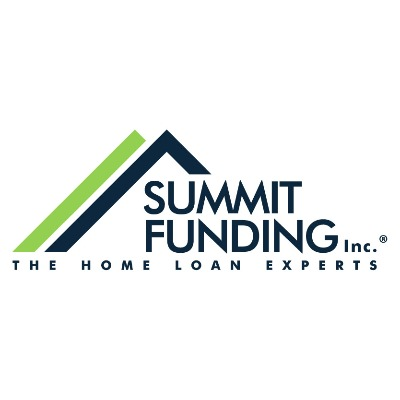 SUMMIT
FUNDING Inc.®
THE HOME LOAN EXPERTS